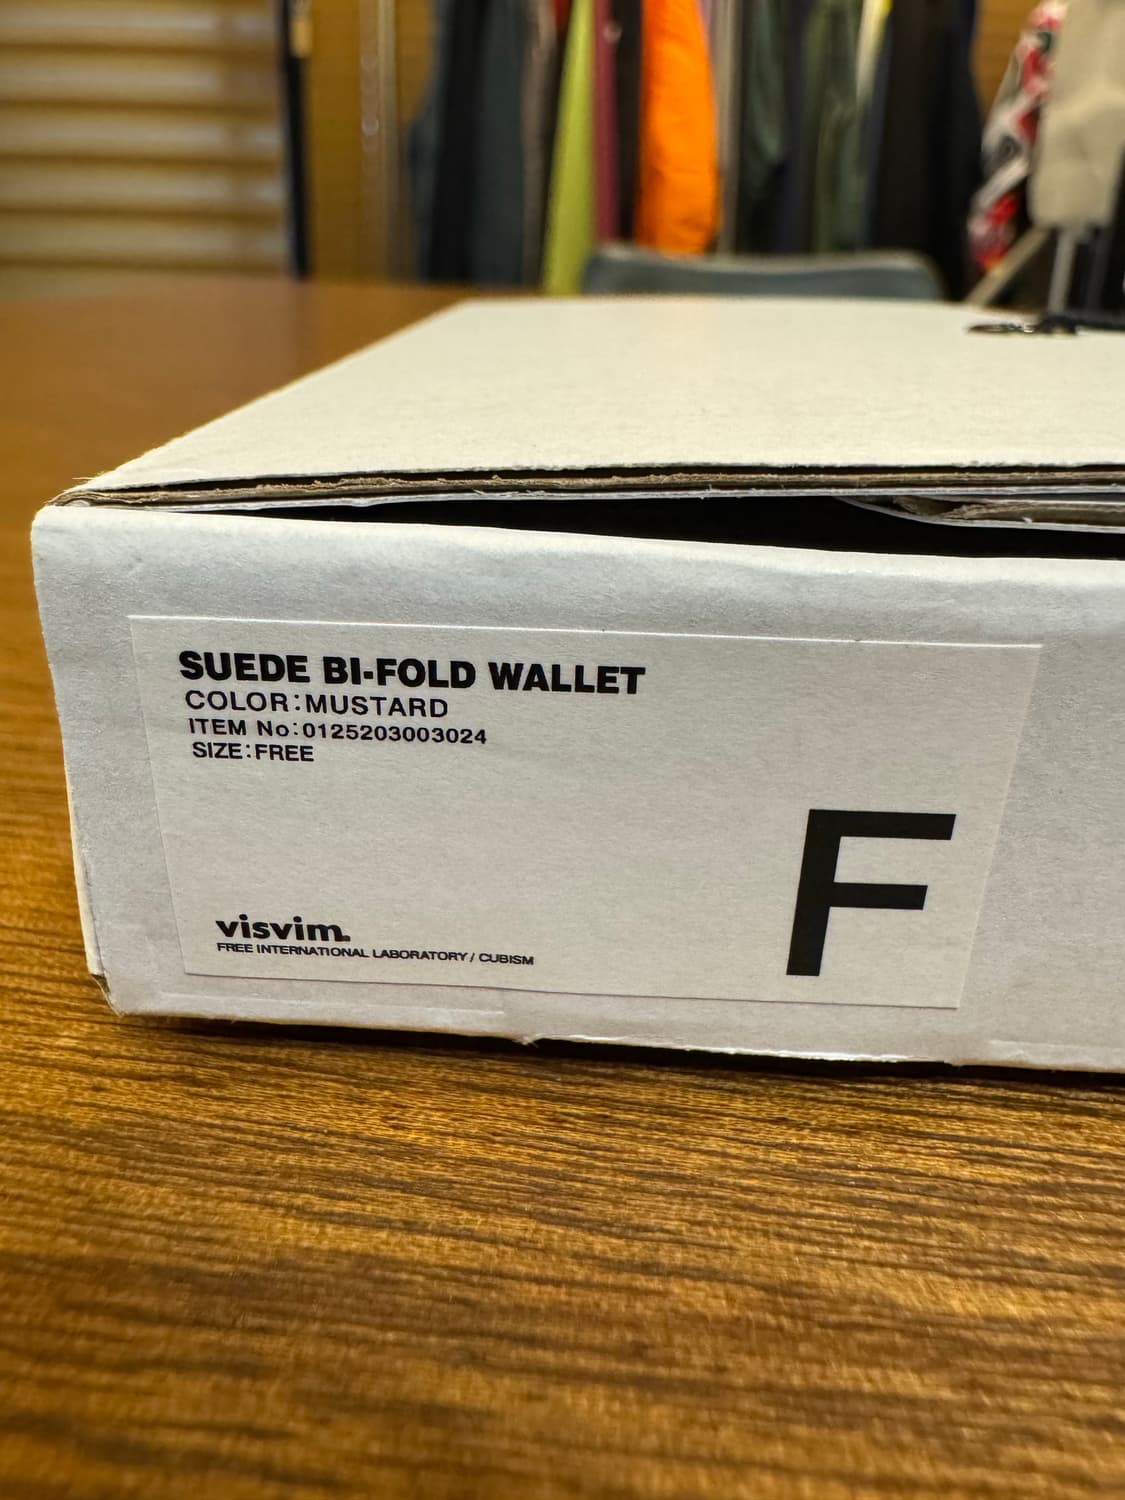 SUEDE BI-FOLD WALLET
COLOR:MUSTARD
ITEM No:0125203003024
SIZE:FREE
F
visvim.
FREE INTERNATIONAL LABORATORY / CUBISM